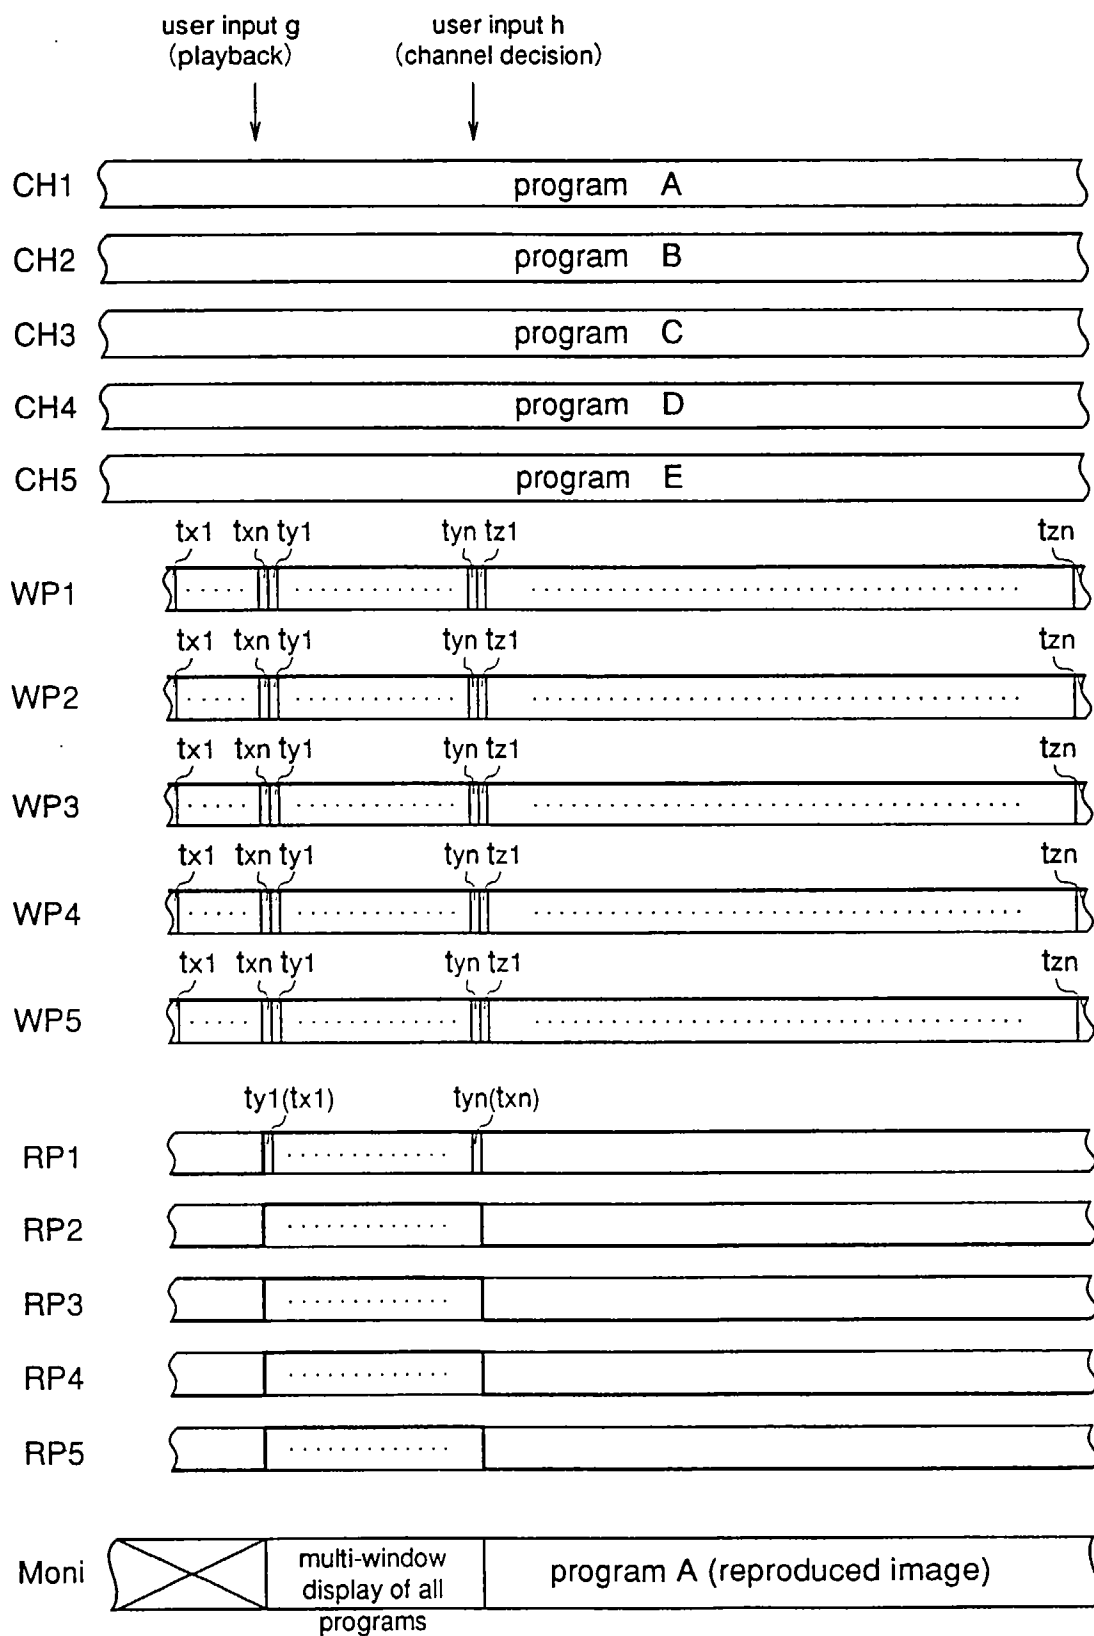 user input g
(playback)
user input h
(channel decision)
CH1 program A
CH2 program B
CH3 program C
CH4 program D
CH5 program E
tx1 txn ty1 tyn tz1 tzn
WP1
tx1 txn ty1 tyn tz1 tzn
WP2
tx1 txn ty1 tyn tz1 tzn
WP3
tx1 txn ty1 tyn tz1 tzn
WP4
tx1 txn ty1 tyn tz1 tzn
WP5
ty1(tx1) tyn(txn)
RP1
RP2
RP3
RP4
RP5
Moni
multi-window
display of all
programs
program A (reproduced image)